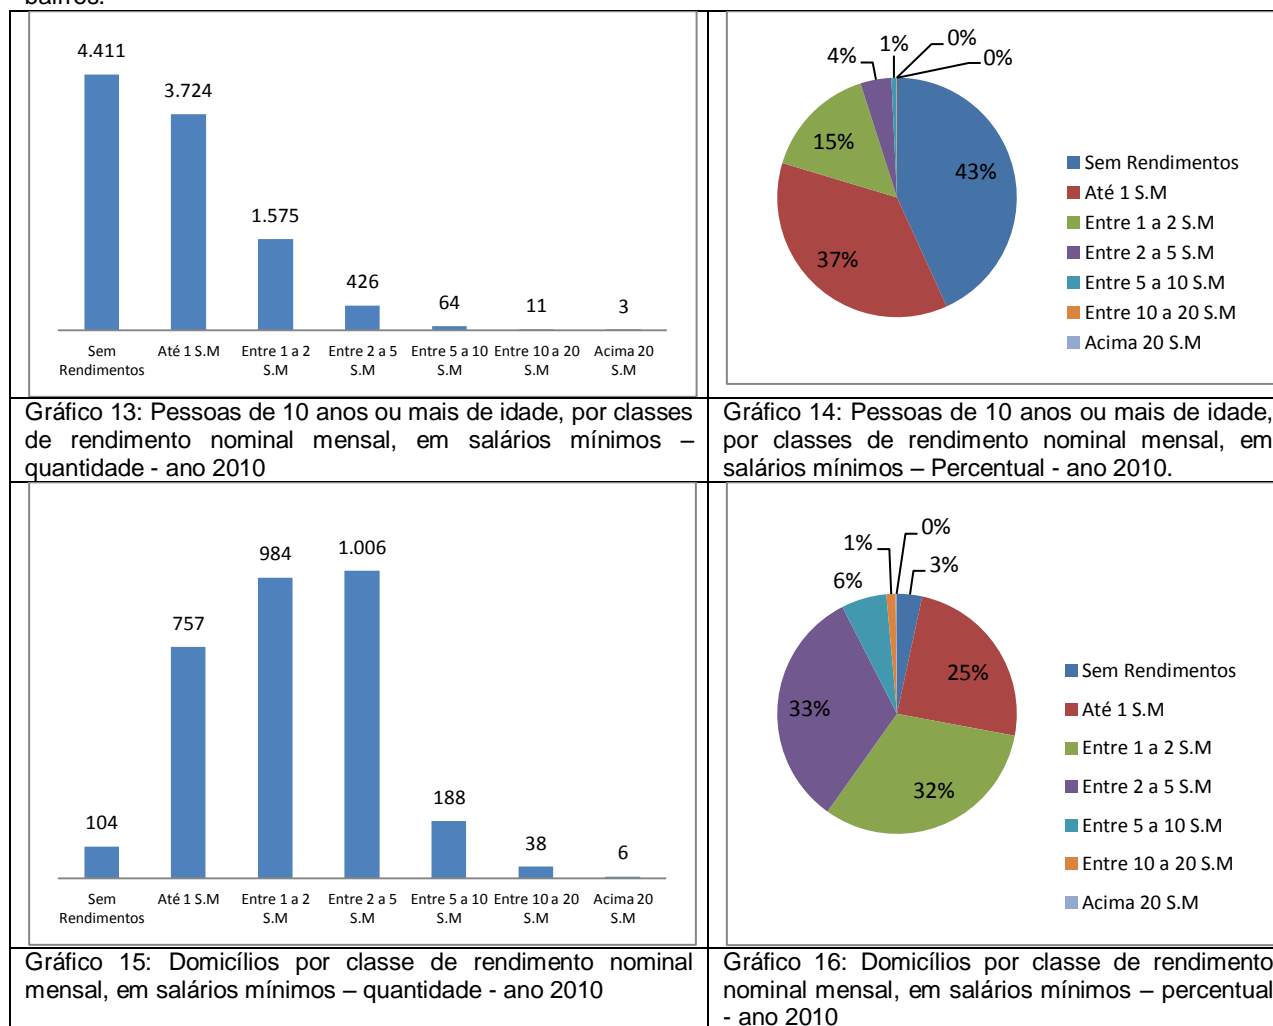 bairros.
4.411
3.724
1.575
426
64
11
3
Sem Rendimentos
Até 1 S.M
Entre 1 a 2 S.M
Entre 2 a 5 S.M
Entre 5 a 10 S.M
Entre 10 a 20 S.M
Acima 20 S.M
0%
1%
0%
4%
15%
43%
37%
Sem Rendimentos
Até 1 S.M
Entre 1 a 2 S.M
Entre 2 a 5 S.M
Entre 5 a 10 S.M
Entre 10 a 20 S.M
Acima 20 S.M
Gráfico 13: Pessoas de 10 anos ou mais de idade, por classes
de rendimento nominal mensal, em salários mínimos –
quantidade - ano 2010
Gráfico 14: Pessoas de 10 anos ou mais de idade,
por classes de rendimento nominal mensal, em
salários mínimos – Percentual - ano 2010.
104
757
984
1.006
188
38
6
Sem Rendimentos
Até 1 S.M
Entre 1 a 2 S.M
Entre 2 a 5 S.M
Entre 5 a 10 S.M
Entre 10 a 20 S.M
Acima 20 S.M
0%
1%
3%
6%
25%
33%
32%
Sem Rendimentos
Até 1 S.M
Entre 1 a 2 S.M
Entre 2 a 5 S.M
Entre 5 a 10 S.M
Entre 10 a 20 S.M
Acima 20 S.M
Gráfico 15: Domicílios por classe de rendimento nominal
mensal, em salários mínimos – quantidade - ano 2010
Gráfico 16: Domicílios por classe de rendimento
nominal mensal, em salários mínimos – percentual
- ano 2010